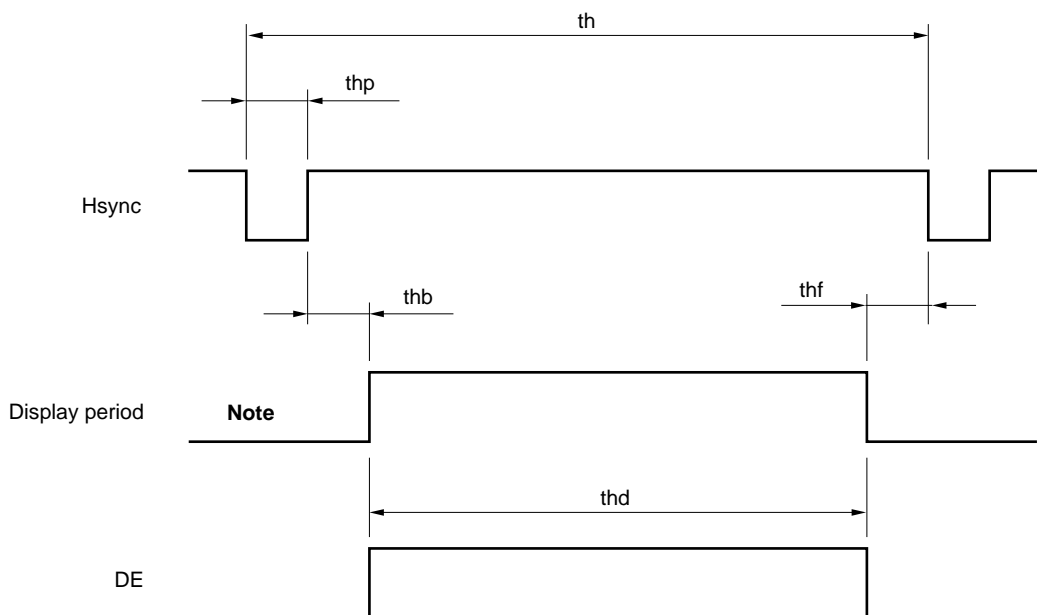 th
thp
Hsync
thb
thf
Display period
Note
thd
DE